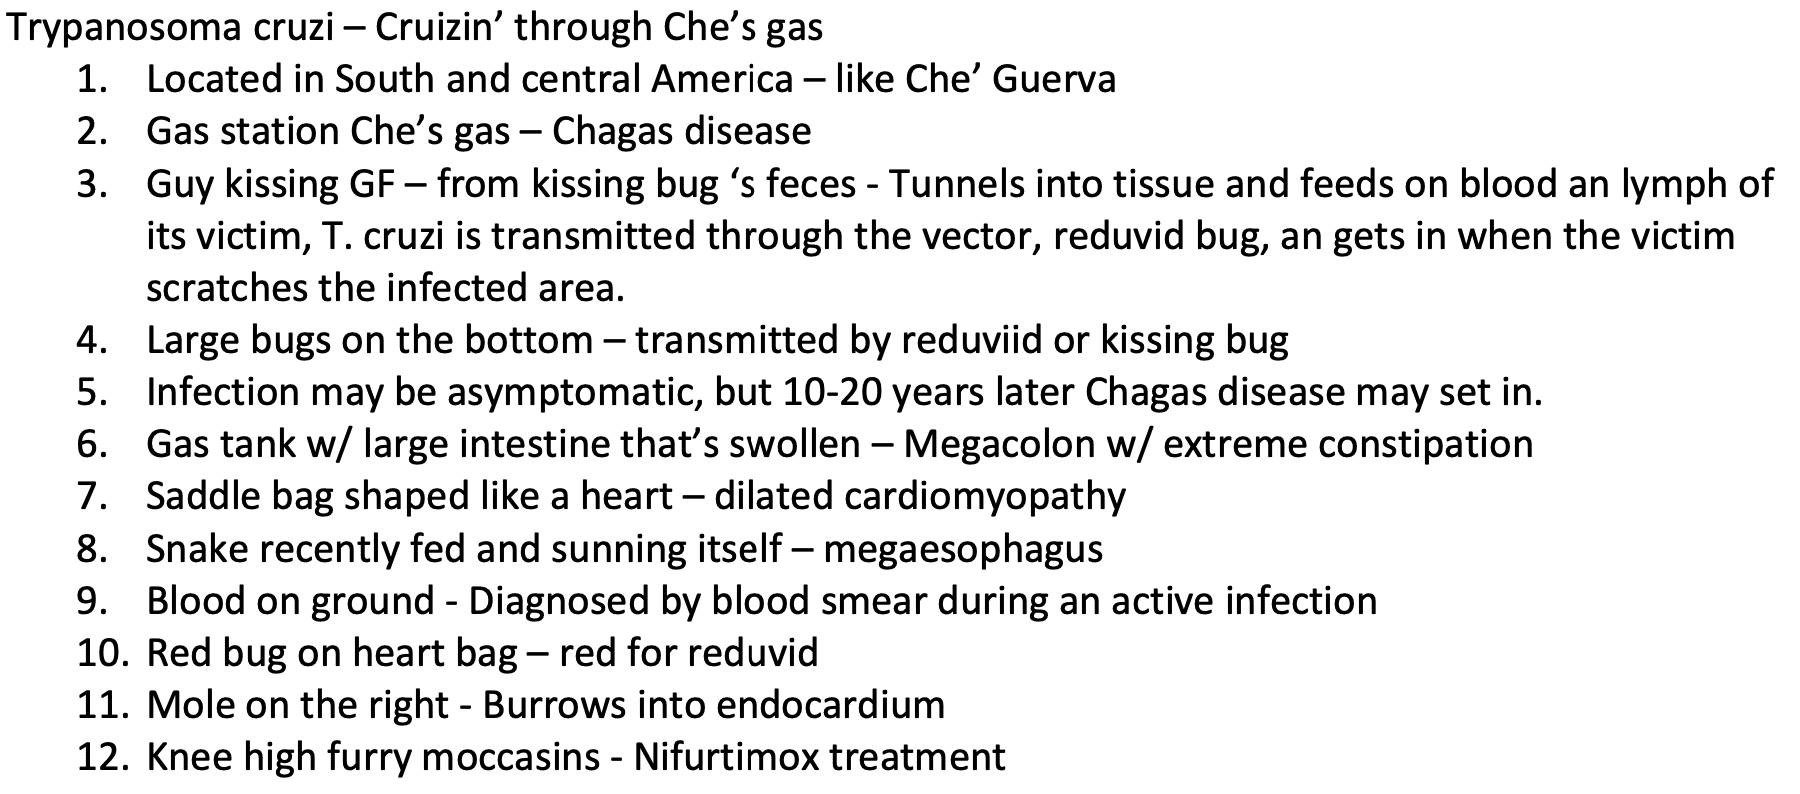 Trypanosoma cruzi – Cruizin’ through Che’s gas
1. Located in South and central America – like Che’ Guerva
2. Gas station Che’s gas – Chagas disease
3. Guy kissing GF – from kissing bug ‘s feces - Tunnels into tissue and feeds on blood an lymph of
its victim, T. cruzi is transmitted through the vector, reduvid bug, an gets in when the victim
scratches the infected area.
4. Large bugs on the bottom – transmitted by reduviid or kissing bug
5. Infection may be asymptomatic, but 10-20 years later Chagas disease may set in.
6. Gas tank w/ large intestine that’s swollen – Megacolon w/ extreme constipation
7. Saddle bag shaped like a heart – dilated cardiomyopathy
8. Snake recently fed and sunning itself – megaesophagus
9. Blood on ground - Diagnosed by blood smear during an active infection
10. Red bug on heart bag – red for reduvid
11. Mole on the right - Burrows into endocardium
12. Knee high furry moccasins - Nifurtimox treatment